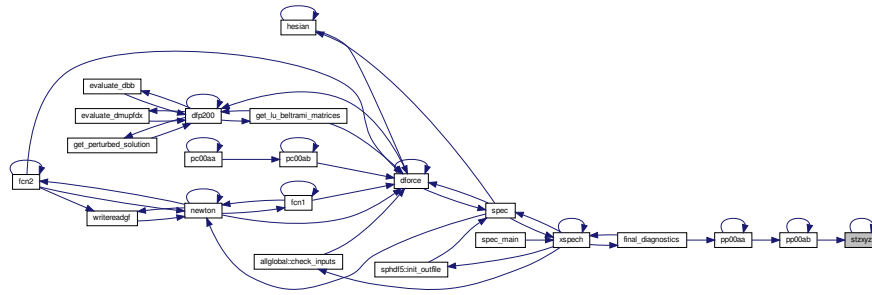 hesian
evaluate_dbb
evaluate_dmupfdx
dfp200
get_lu_beltrami_matrices
get_perturbed_solution
pc00aa
pc00ab
fcn2
dforce
fcn1
newton
writereadgf
spec
spec_main
xspech
final_diagnostics
pp00aa
pp00ab
stzxyz
allglobal::check_inputs
sphdf5::init_outfile